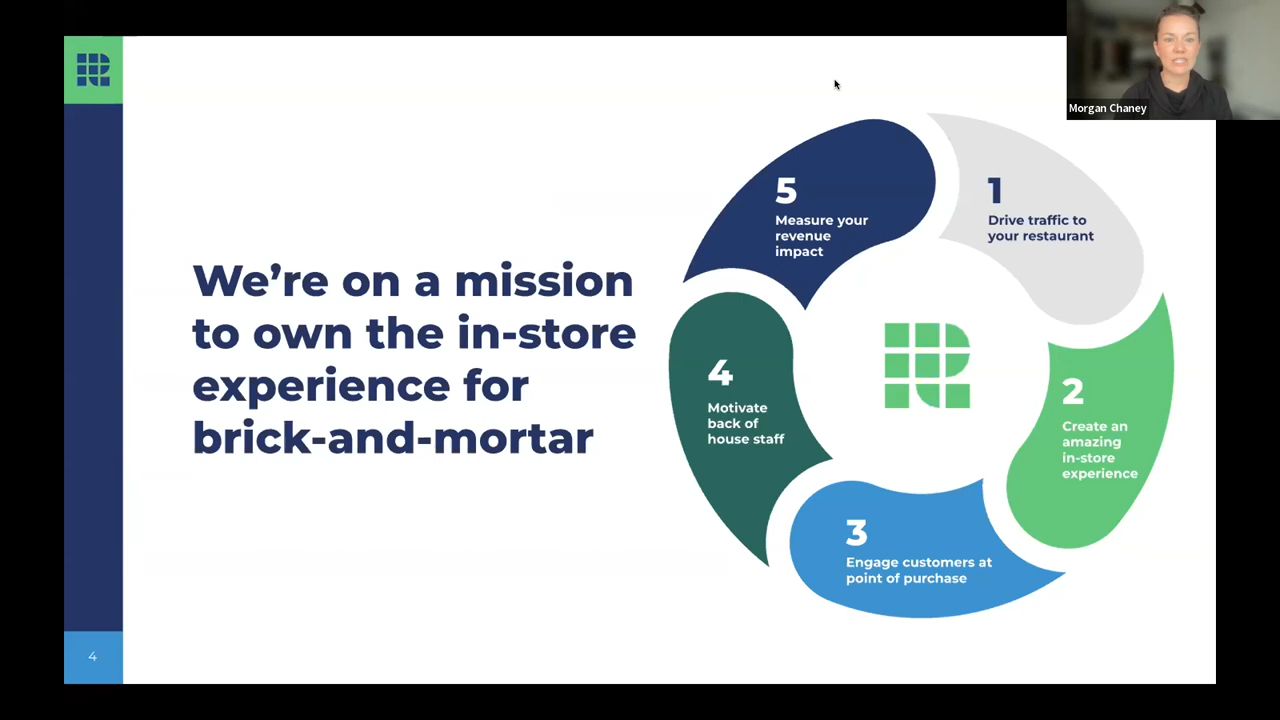 Morgan Chaney
We’re on a mission
to own the in-store
experience for
brick-and-mortar
1
Drive traffic to
your restaurant
2
Create an
amazing
in-store
experience
3
Engage customers at
point of purchase
4
Motivate
back of
house staff
5
Measure your
revenue
impact
4